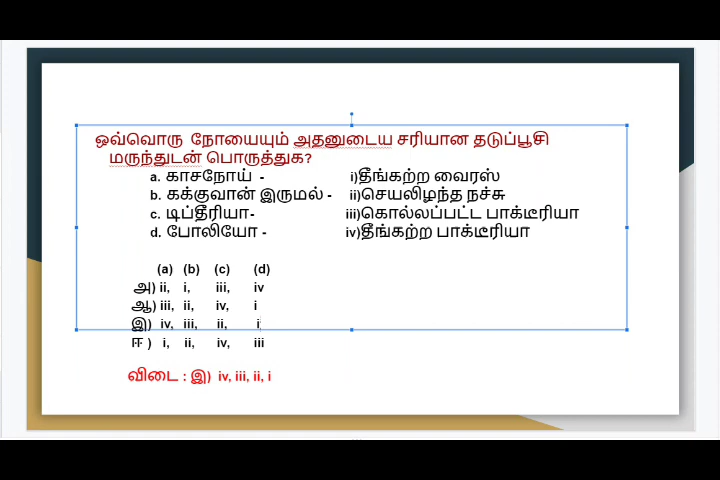 ஒவ்வொரு நோயையும் அதனுடைய சரியான தடுப்பூசி
மருந்துடன் பொருத்துக?
a. காசநோய் - i)தீங்கற்ற வைரஸ்
b. கக்குவான் இருமல் - ii)செயலிழந்த நச்சு
c. டிப்தீரியா- iii)கொல்லப்பட்ட பாக்டீரியா
d. போலியோ - iv)தீங்கற்ற பாக்டீரியா
(a) (b) (c) (d)
அ) ii, i, iii, iv
ஆ) iii, ii, iv, i
இ) iv, iii, ii, i
ஈ ) i, ii, iv, iii
விடை : இ) iv, iii, ii, i